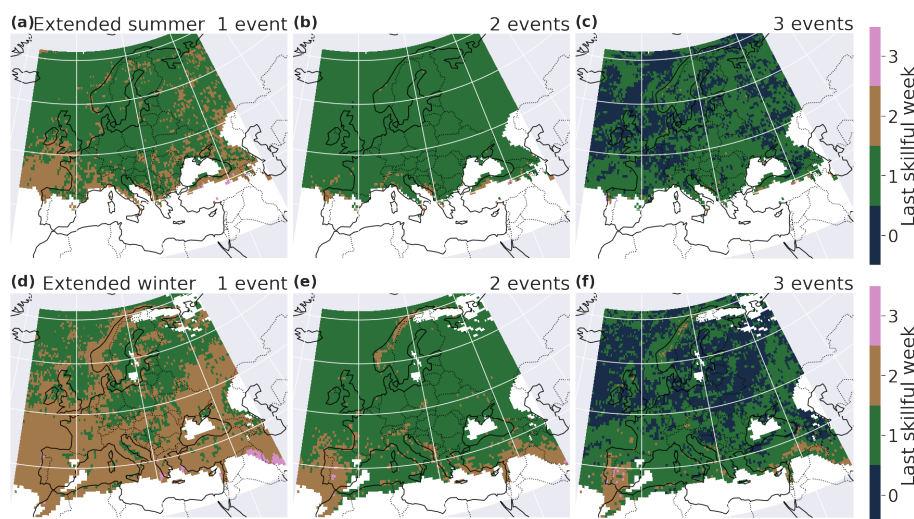 (a) Extended summer 1 event
(b) 2 events
(c) 3 events
3
2
1
0
Last skillful week
(d) Extended winter 1 event
(e) 2 events
(f) 3 events
3
2
1
0
Last skillful week